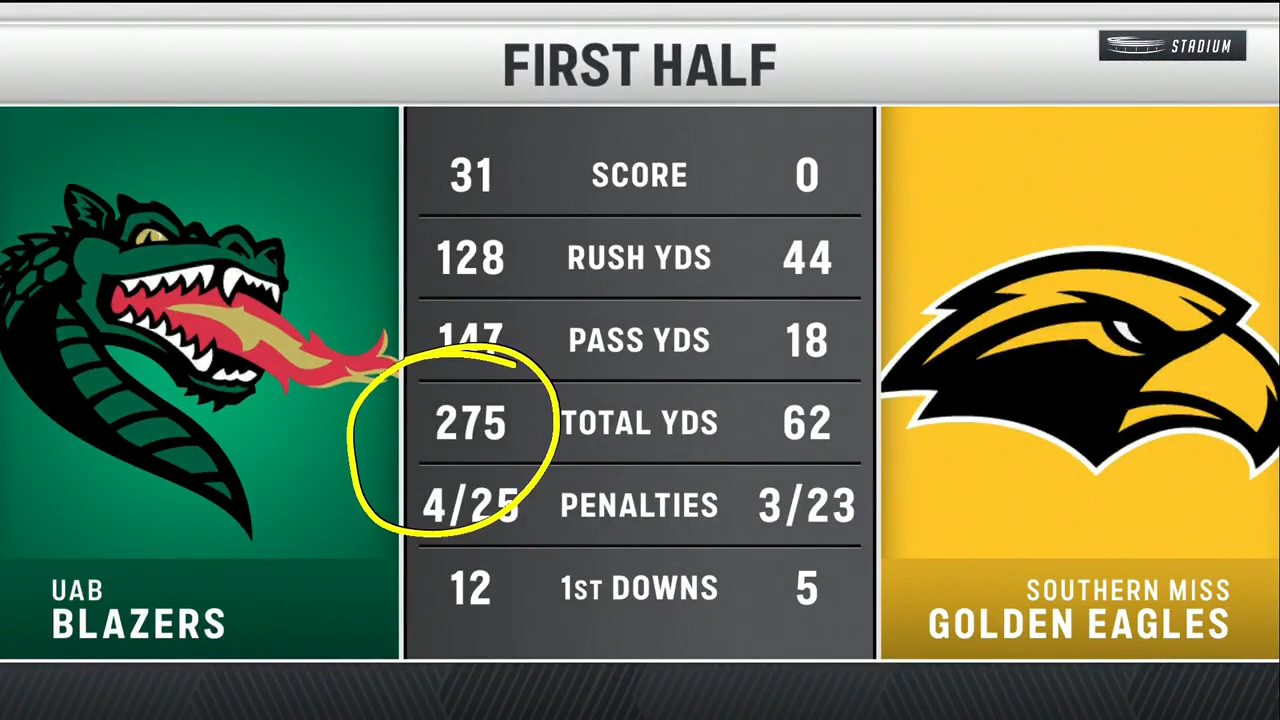 FIRST HALF
STADIUM
31 SCORE 0
128 RUSH YDS 44
147 PASS YDS 18
275 TOTAL YDS 62
4/25 PENALTIES 3/23
12 1ST DOWNS 5
UAB
BLAZERS
SOUTHERN MISS
GOLDEN EAGLES